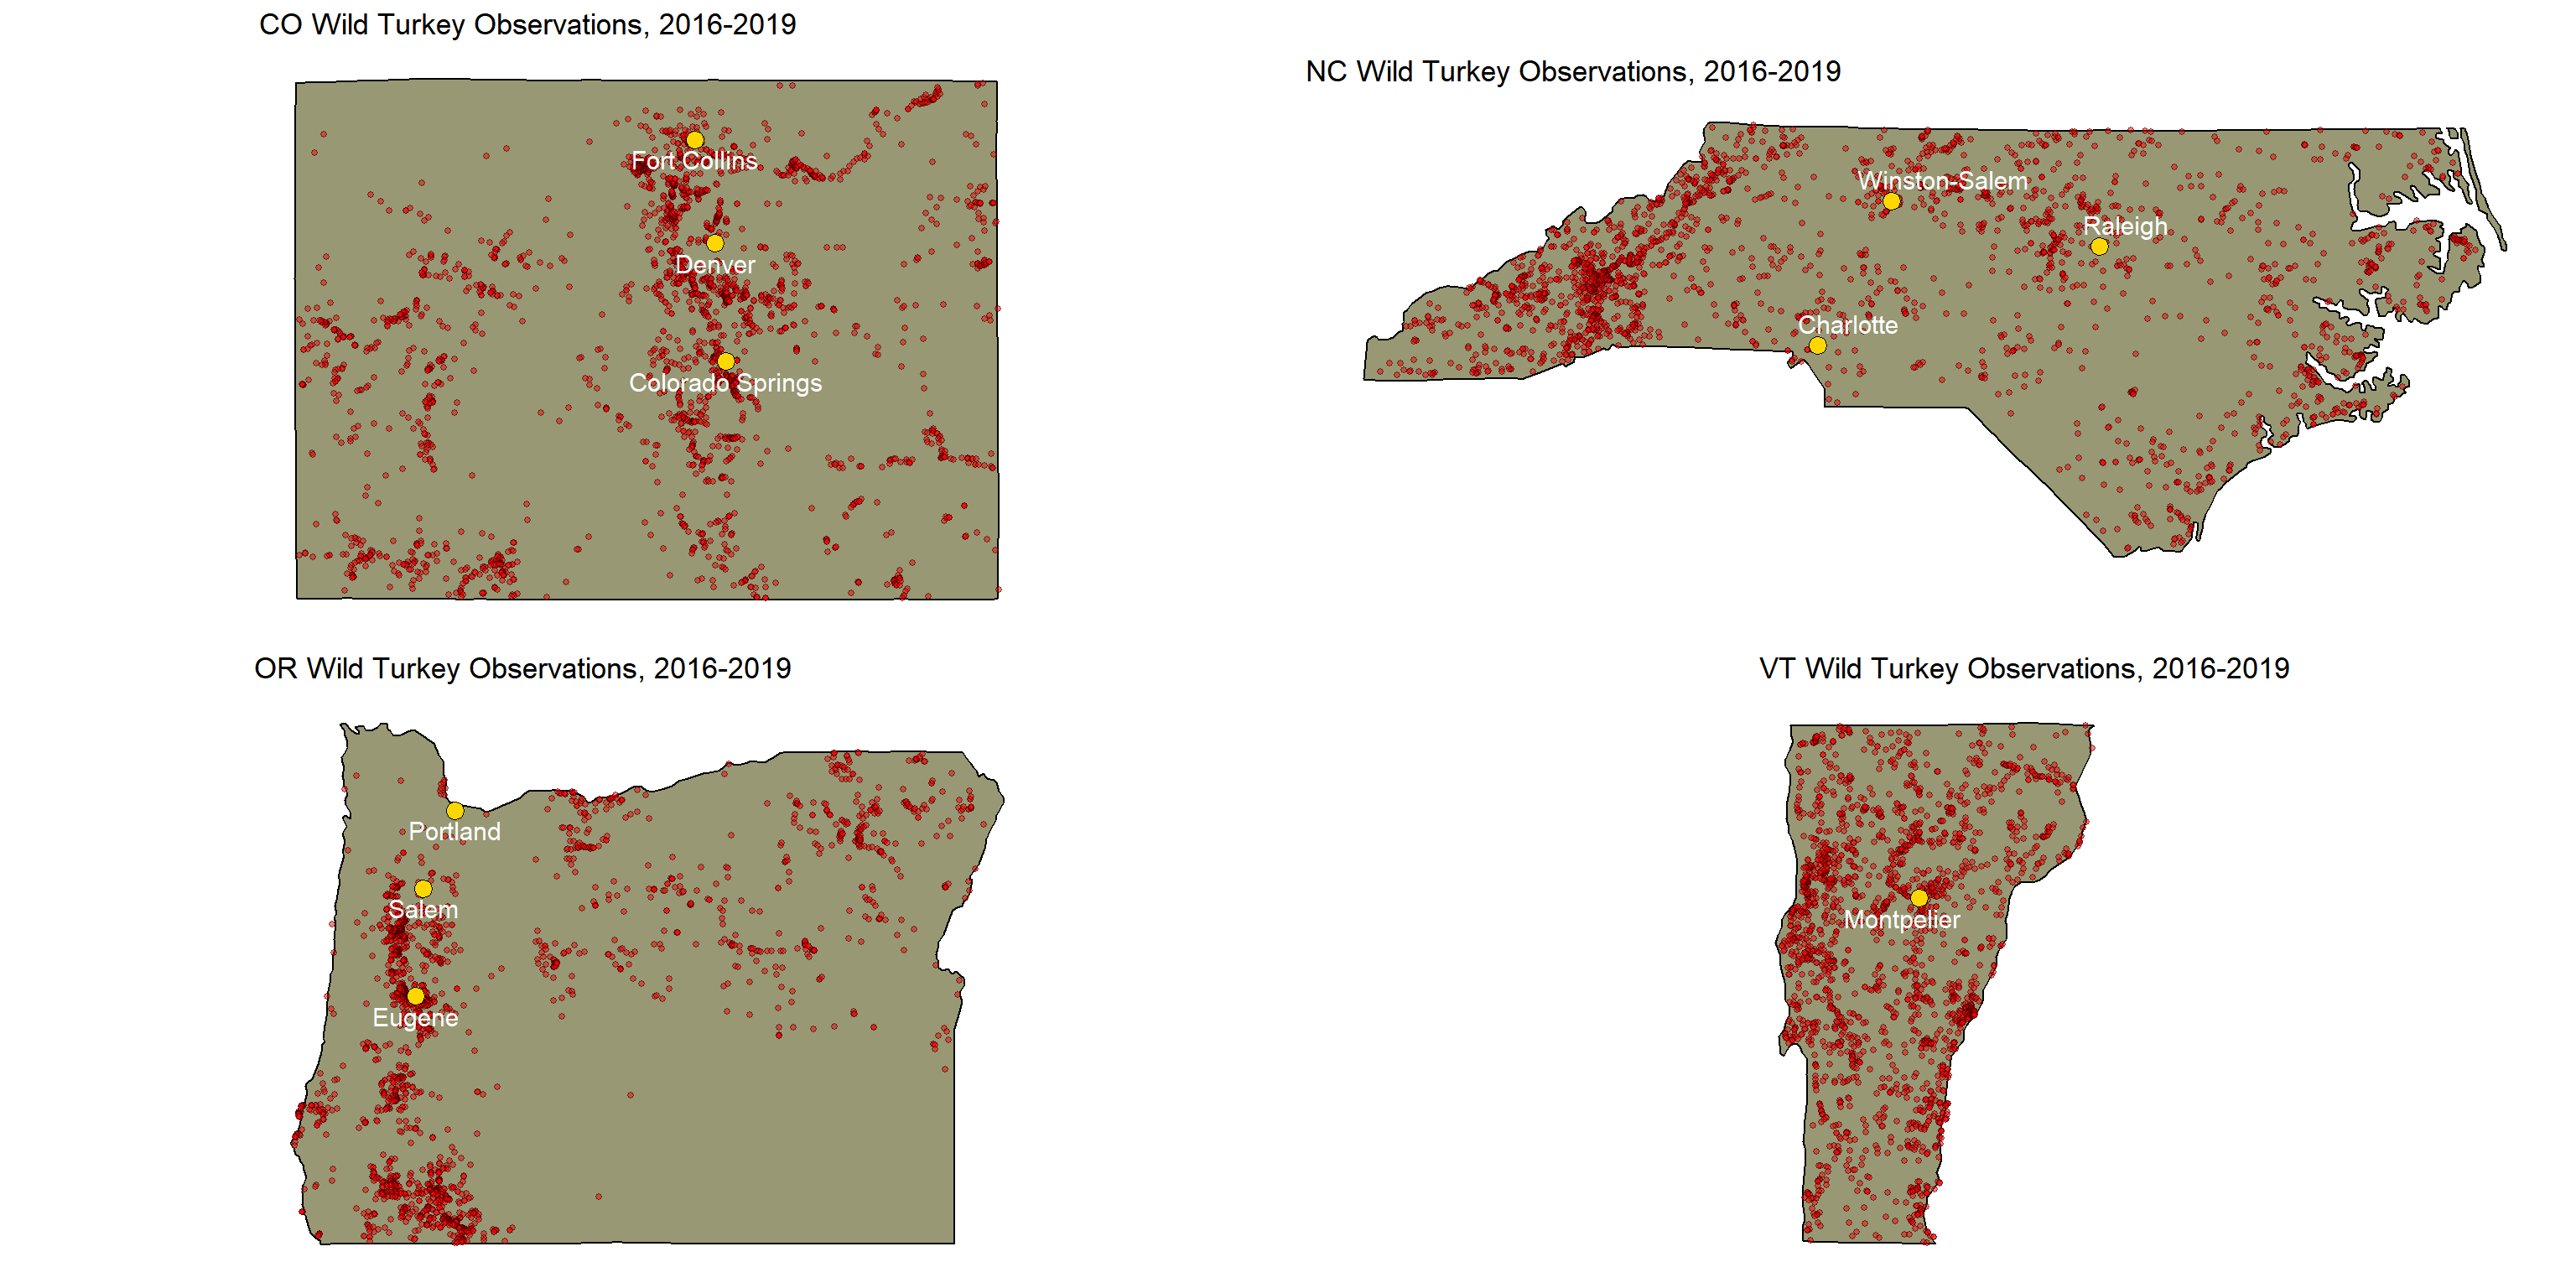 CO Wild Turkey Observations, 2016-2019
Fort Collins
Denver
Colorado Springs
NC Wild Turkey Observations, 2016-2019
Winston-Salem
Raleigh
Charlotte
OR Wild Turkey Observations, 2016-2019
Portland
Salem
Eugene
VT Wild Turkey Observations, 2016-2019
Montpelier